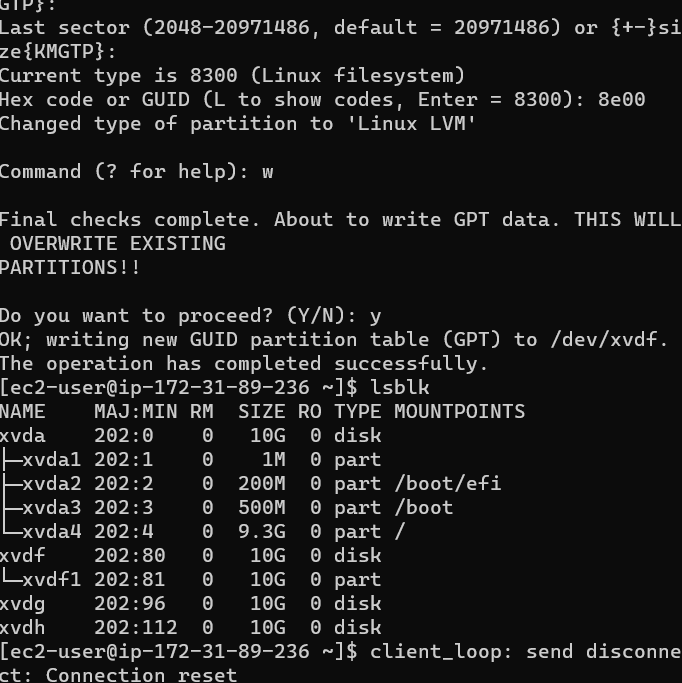 GTP}:
Last sector (2048-20971486, default = 20971486) or {+-}si
ze{KMGTP}:
Current type is 8300 (Linux filesystem)
Hex code or GUID (L to show codes, Enter = 8300): 8e00
Changed type of partition to 'Linux LVM'
Command (? for help): w
Final checks complete. About to write GPT data. THIS WILL
 OVERWRITE EXISTING
PARTITIONS!!
Do you want to proceed? (Y/N): y
OK; writing new GUID partition table (GPT) to /dev/xvdf.
The operation has completed successfully.
[ec2-user@ip-172-31-89-236 ~]$ lsblk
NAME    MAJ:MIN RM  SIZE RO TYPE MOUNTPOINTS
xvda    202:0    0   10G  0 disk
├─xvda1 202:1    0    1M  0 part
├─xvda2 202:2    0  200M  0 part /boot/efi
├─xvda3 202:3    0  500M  0 part /boot
└─xvda4 202:4    0  9.3G  0 part /
xvdf    202:80   0   10G  0 disk
└─xvdf1 202:81   0   10G  0 part
xvdg    202:96   0   10G  0 disk
xvdh    202:112  0   10G  0 disk
[ec2-user@ip-172-31-89-236 ~]$ client_loop: send disconne
ct: Connection reset